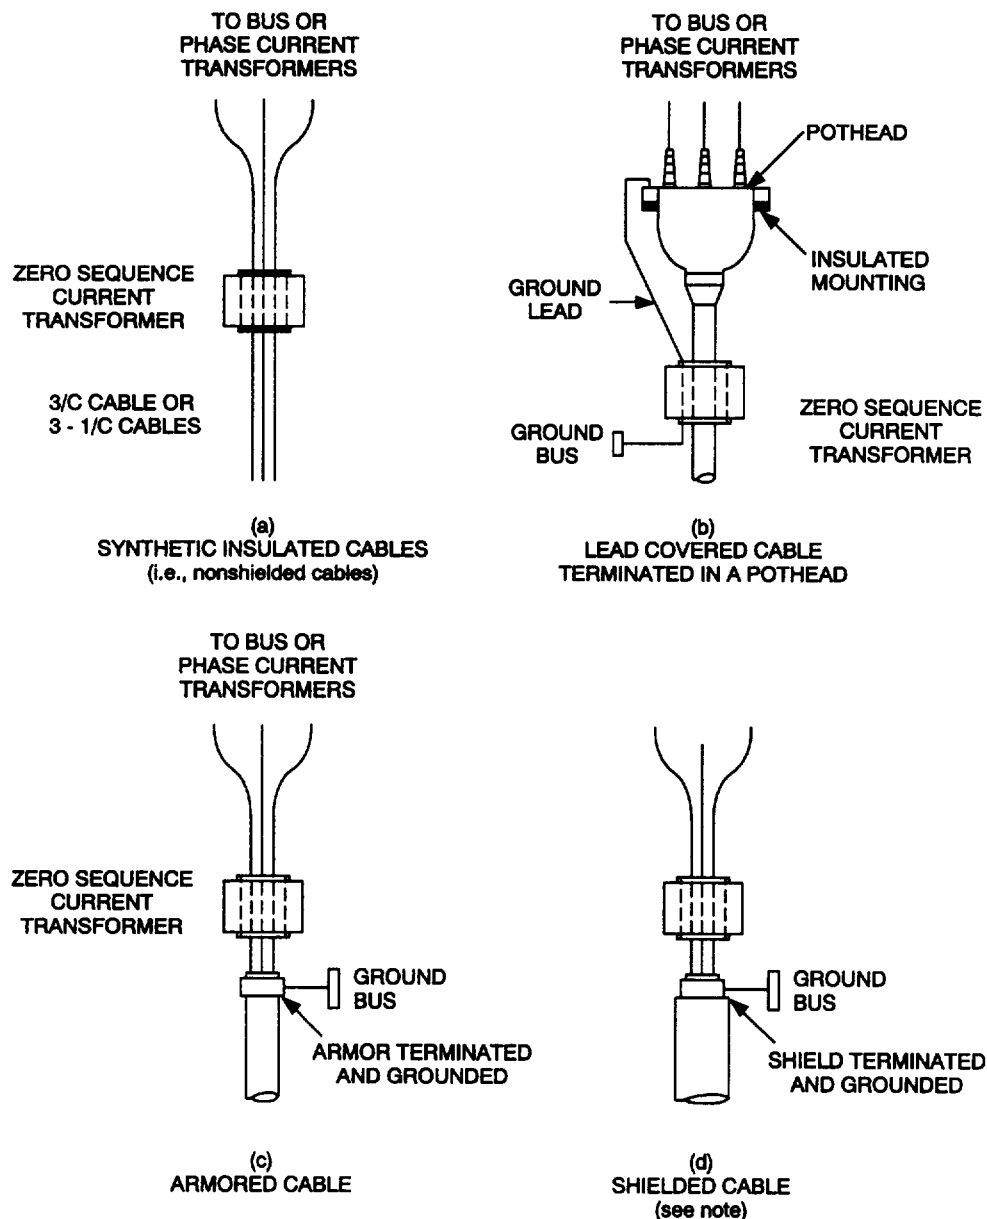 TO BUS OR
PHASE CURRENT
TRANSFORMERS
ZERO SEQUENCE
CURRENT
TRANSFORMER
3/C CABLE OR
3 - 1/C CABLES
(a)
SYNTHETIC INSULATED CABLES
(i.e., nonshielded cables)
TO BUS OR
PHASE CURRENT
TRANSFORMERS
POTHEAD
INSULATED
MOUNTING
GROUND
LEAD
GROUND
BUS
ZERO SEQUENCE
CURRENT
TRANSFORMER
(b)
LEAD COVERED CABLE
TERMINATED IN A POTHEAD
TO BUS OR
PHASE CURRENT
TRANSFORMERS
ZERO SEQUENCE
CURRENT
TRANSFORMER
GROUND
BUS
ARMOR TERMINATED
AND GROUNDED
(c)
ARMORED CABLE
GROUND
BUS
SHIELD TERMINATED
AND GROUNDED
(d)
SHIELDED CABLE
(see note)